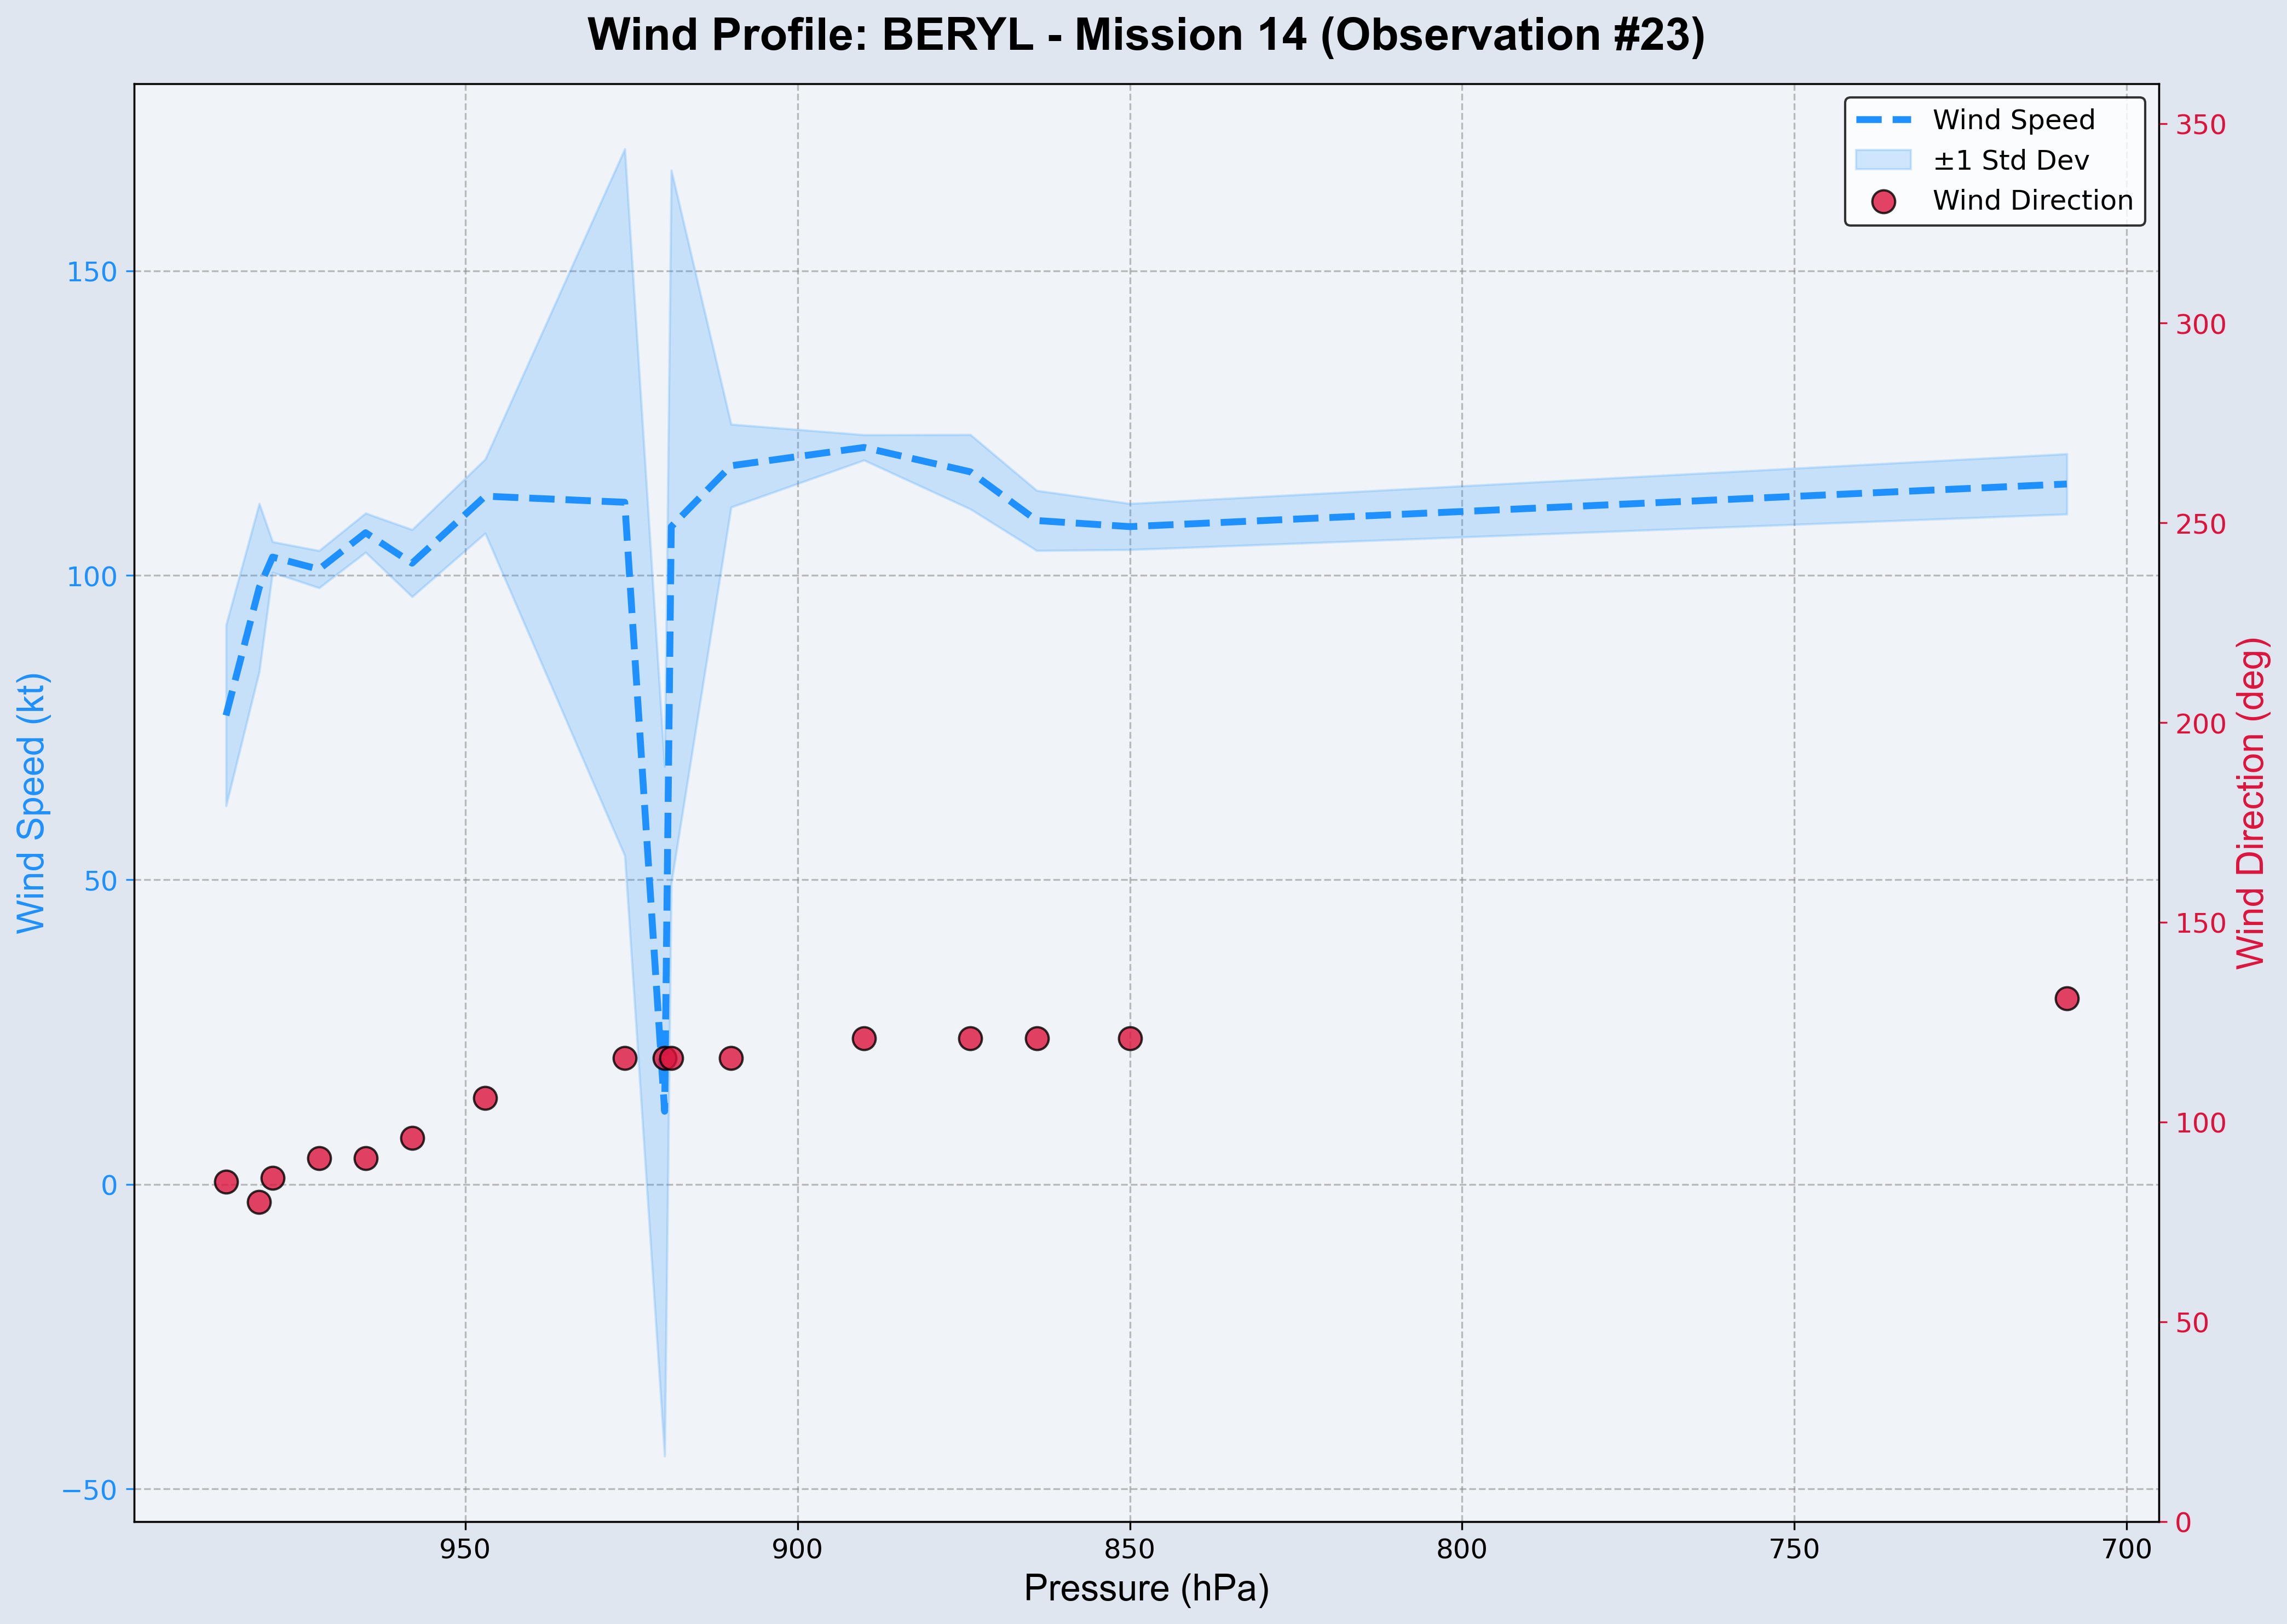 Wind Profile: BERYL - Mission 14 (Observation #23)
Wind Speed
±1 Std Dev
Wind Direction
150
100
50
0
−50
Wind Speed (kt)
350
300
250
200
150
100
50
0
Wind Direction (deg)
950
900
850
800
750
700
Pressure (hPa)